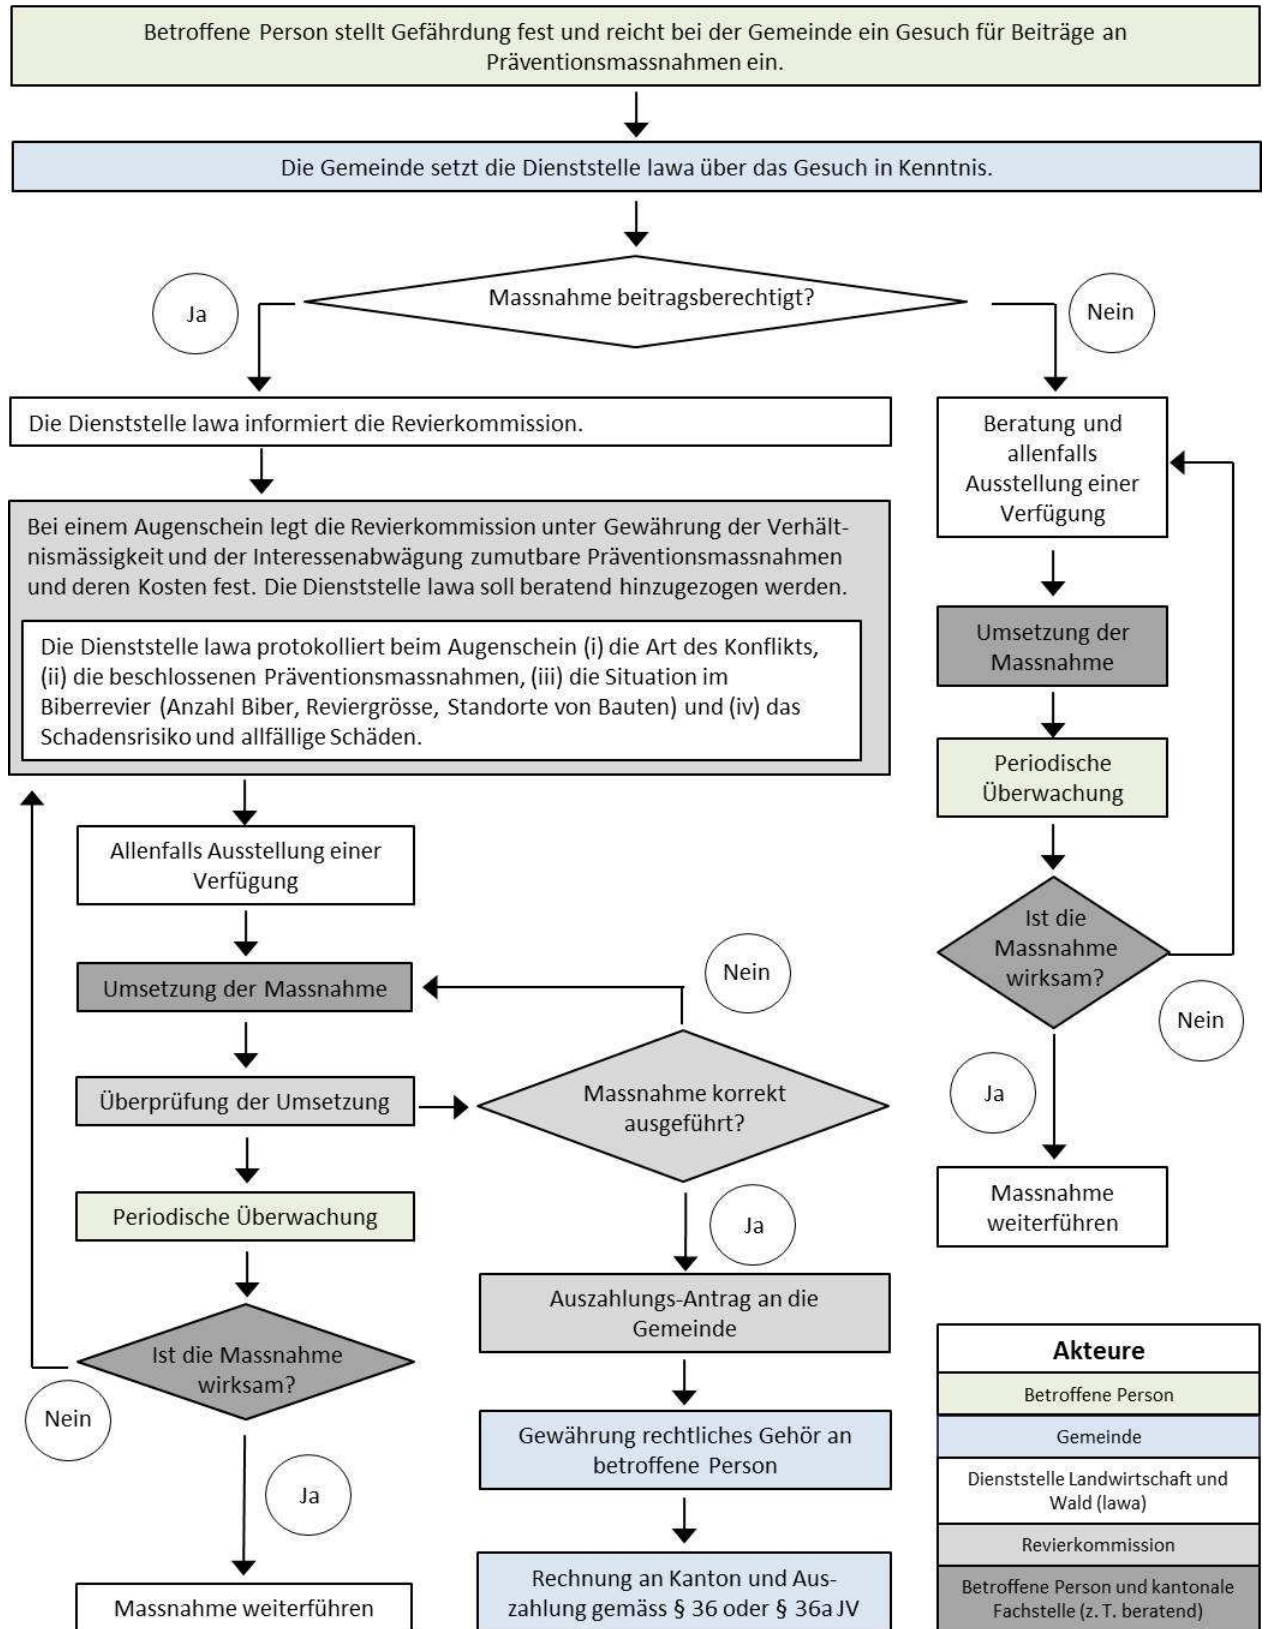 Betroffene Person stellt Gefährdung fest und reicht bei der Gemeinde ein Gesuch für Beiträge an
Präventionsmassnahmen ein.
Die Gemeinde setzt die Dienststelle lawa über das Gesuch in Kenntnis.
Massnahme beitragsberechtigt?
Ja
Nein
Die Dienststelle lawa informiert die Revierkommission.
Bei einem Augenschein legt die Revierkommission unter Gewährung der Verhält-
nismässigkeit und der Interessenabwägung zumutbare Präventionsmassnahmen
und deren Kosten fest. Die Dienststelle lawa soll beratend hinzugezogen werden.
Die Dienststelle lawa protokolliert beim Augenschein (i) die Art des Konflikts,
(ii) die beschlossenen Präventionsmassnahmen, (iii) die Situation im
Biberrevier (Anzahl Biber, Reviergrösse, Standorte von Bauten) und (iv) das
Schadensrisiko und allfällige Schäden.
Allenfalls Ausstellung einer
Verfügung
Umsetzung der Massnahme
Überprüfung der Umsetzung
Periodische Überwachung
Ist die Massnahme
wirksam?
Nein
Ja
Massnahme weiterführen
Nein
Massnahme korrekt
ausgeführt?
Ja
Auszahlungs-Antrag an die
Gemeinde
Gewährung rechtliches Gehör an
betroffene Person
Rechnung an Kanton und Aus-
zahlung gemäss § 36 oder § 36a JV
Beratung und
allenfalls
Ausstellung einer
Verfügung
Umsetzung der
Massnahme
Periodische
Überwachung
Ist die
Massnahme
wirksam?
Nein
Ja
Massnahme
weiterführen
Akteure
Betroffene Person
Gemeinde
Dienststelle Landwirtschaft und
Wald (lawa)
Revierkommission
Betroffene Person und kantonale
Fachstelle (z. T. beratend)